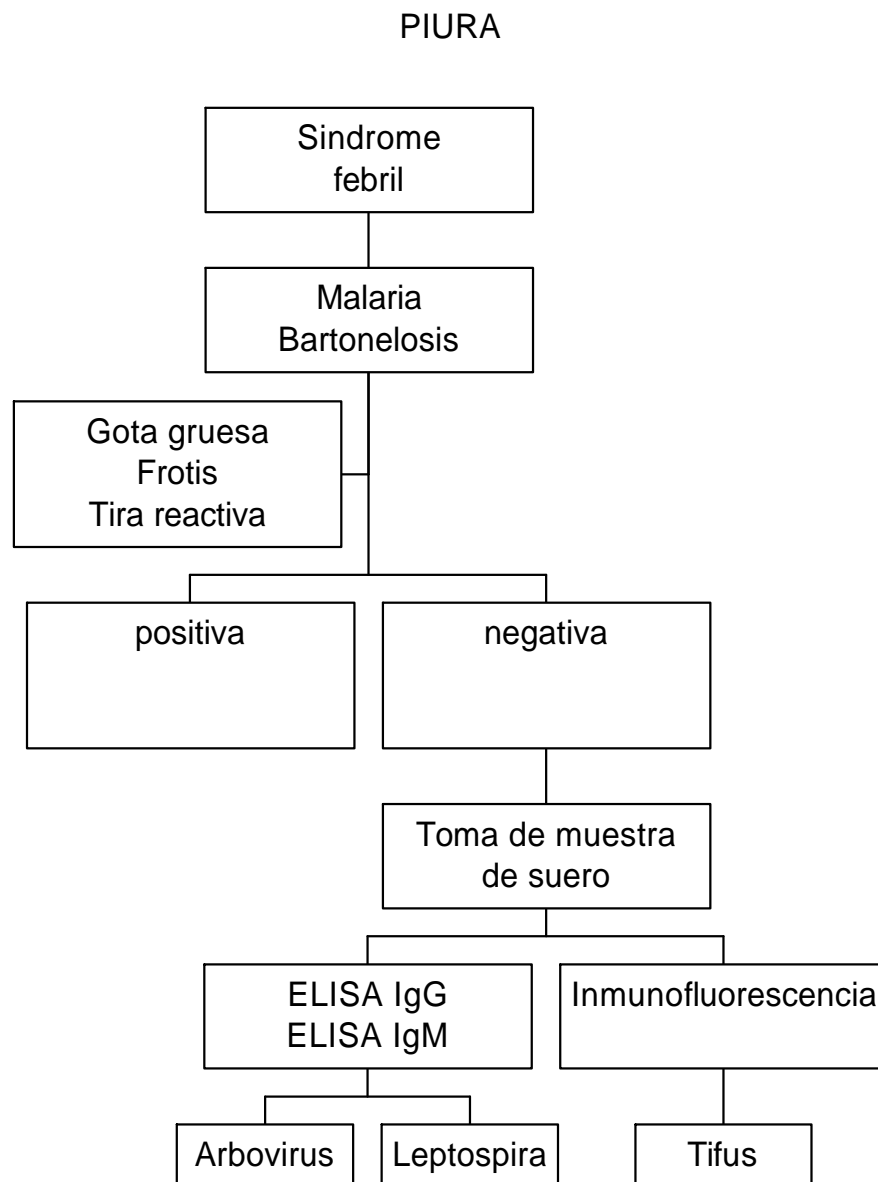 PIURA
Sindrome
febril
Malaria
Bartonelosis
Gota gruesa
Frotis
Tira reactiva
positiva
negativa
Toma de muestra
de suero
ELISA IgG
ELISA IgM
Inmunofluorescencia
Arbovirus
Leptospira
Tifus